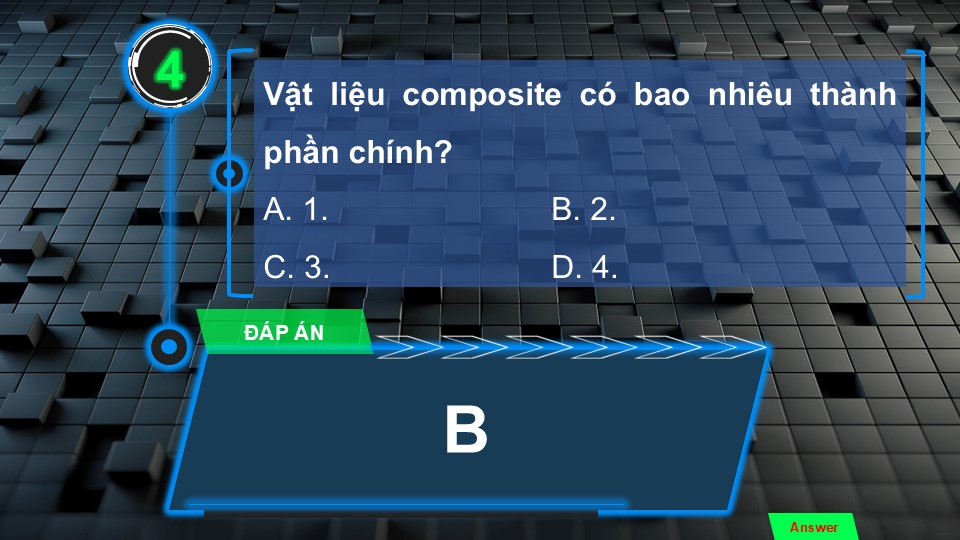 4
Vật liệu composite có bao nhiêu thành
phần chính?
A. 1. B. 2.
C. 3. D. 4.
ĐÁP ÁN
B
Answer